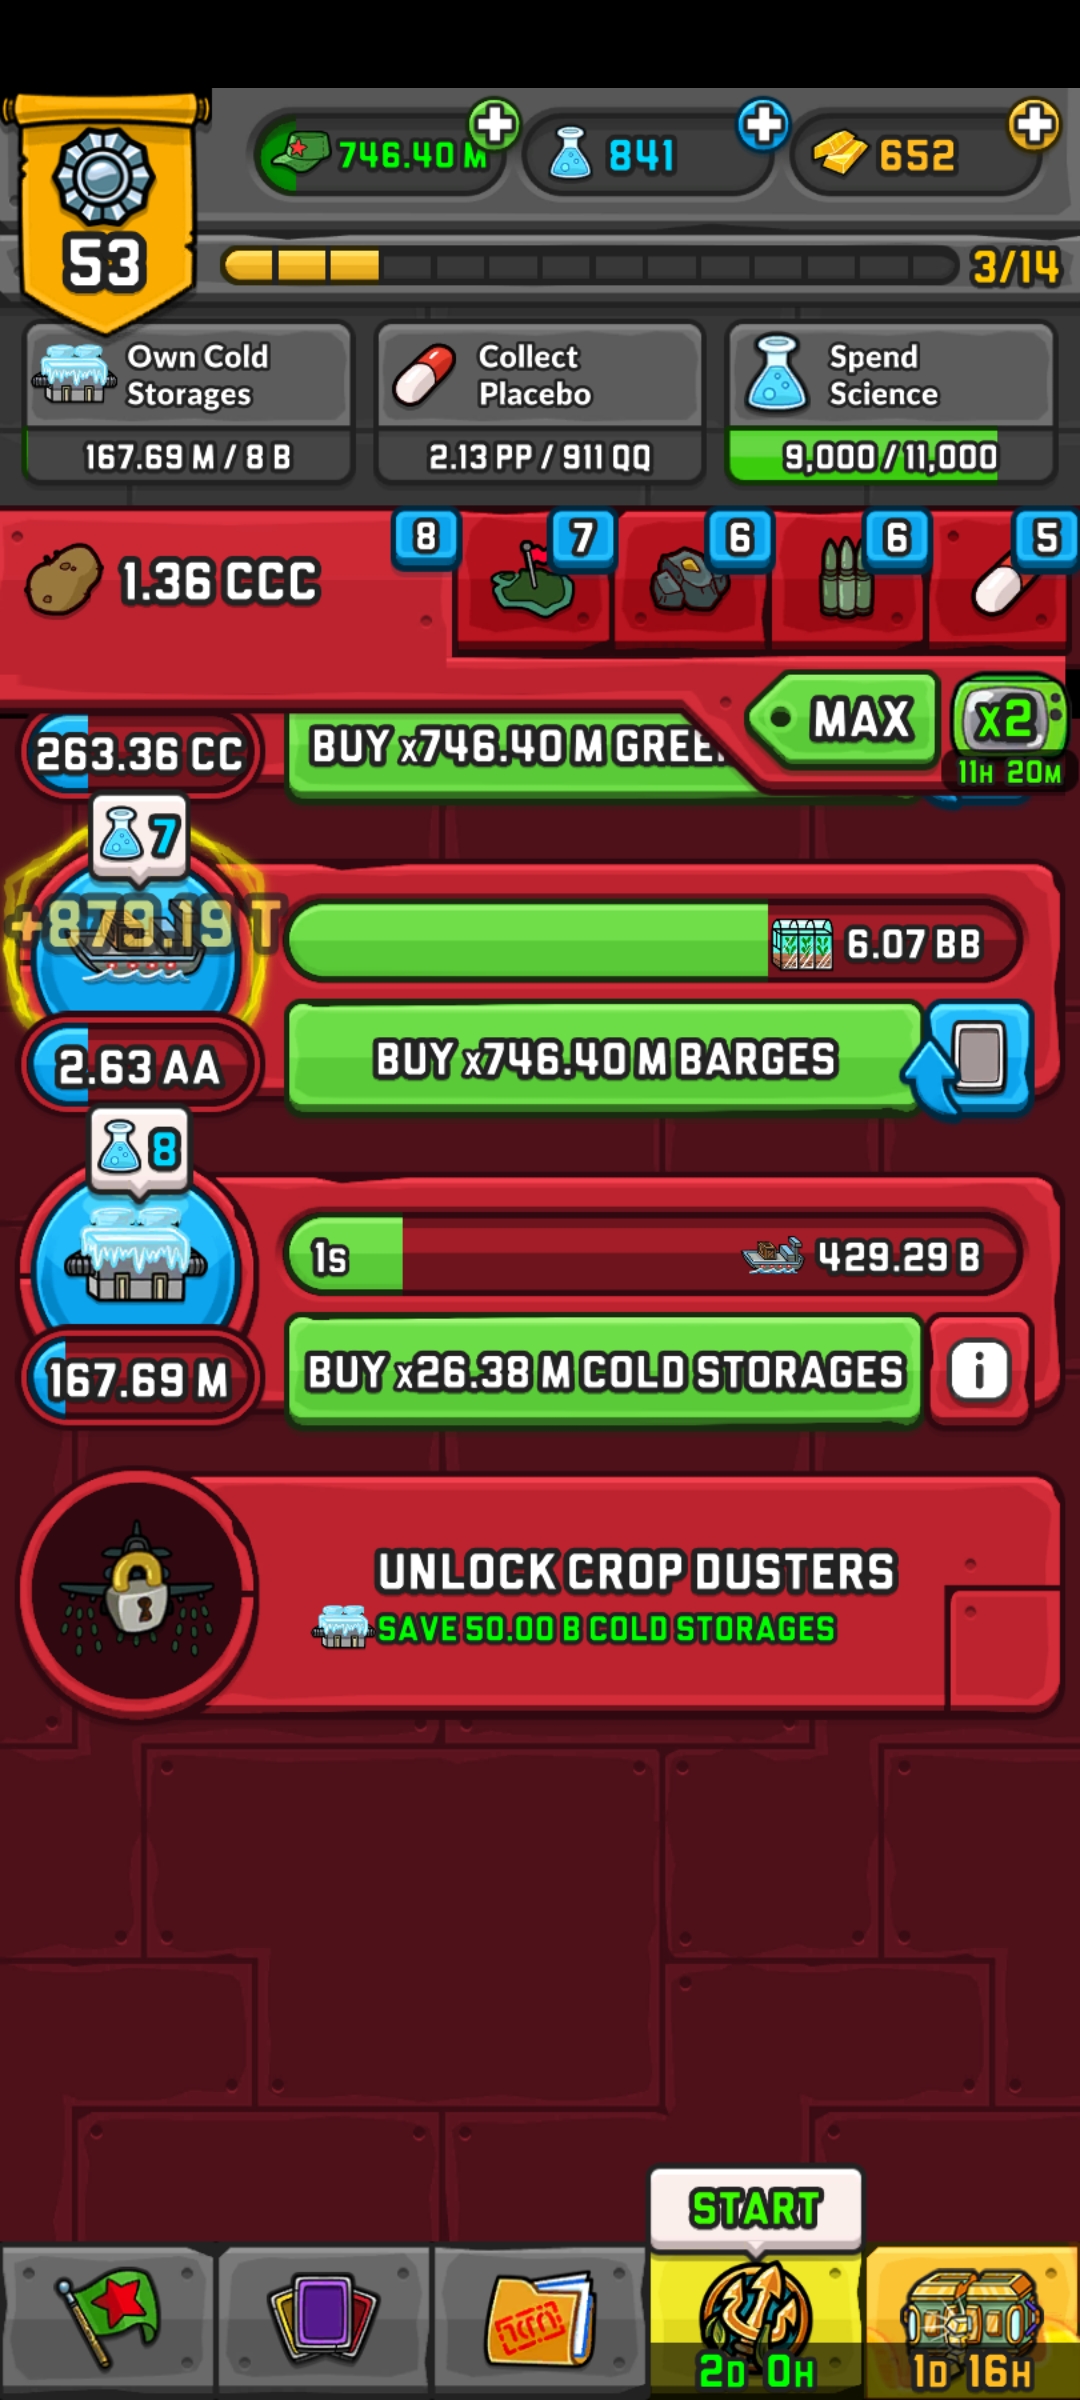 746.40 M
841
652
53
3/14
Own Cold
Storages
167.69 M / 8 B
Collect
Placebo
2.13 PP / 911 QQ
Spend
Science
9,000 / 11,000
1.36 CCC
8
7
6
6
5
MAX
x2
11H 20M
263.36 CC
BUY x746.40 M GREE
7
+879.19 T
6.07 BB
2.63 AA
BUY x746.40 M BARGES
8
1s
429.29 B
167.69 M
BUY x26.38 M COLD STORAGES
i
UNLOCK CROP DUSTERS
SAVE 50.00 B COLD STORAGES
START
2D 0H
1D 16H